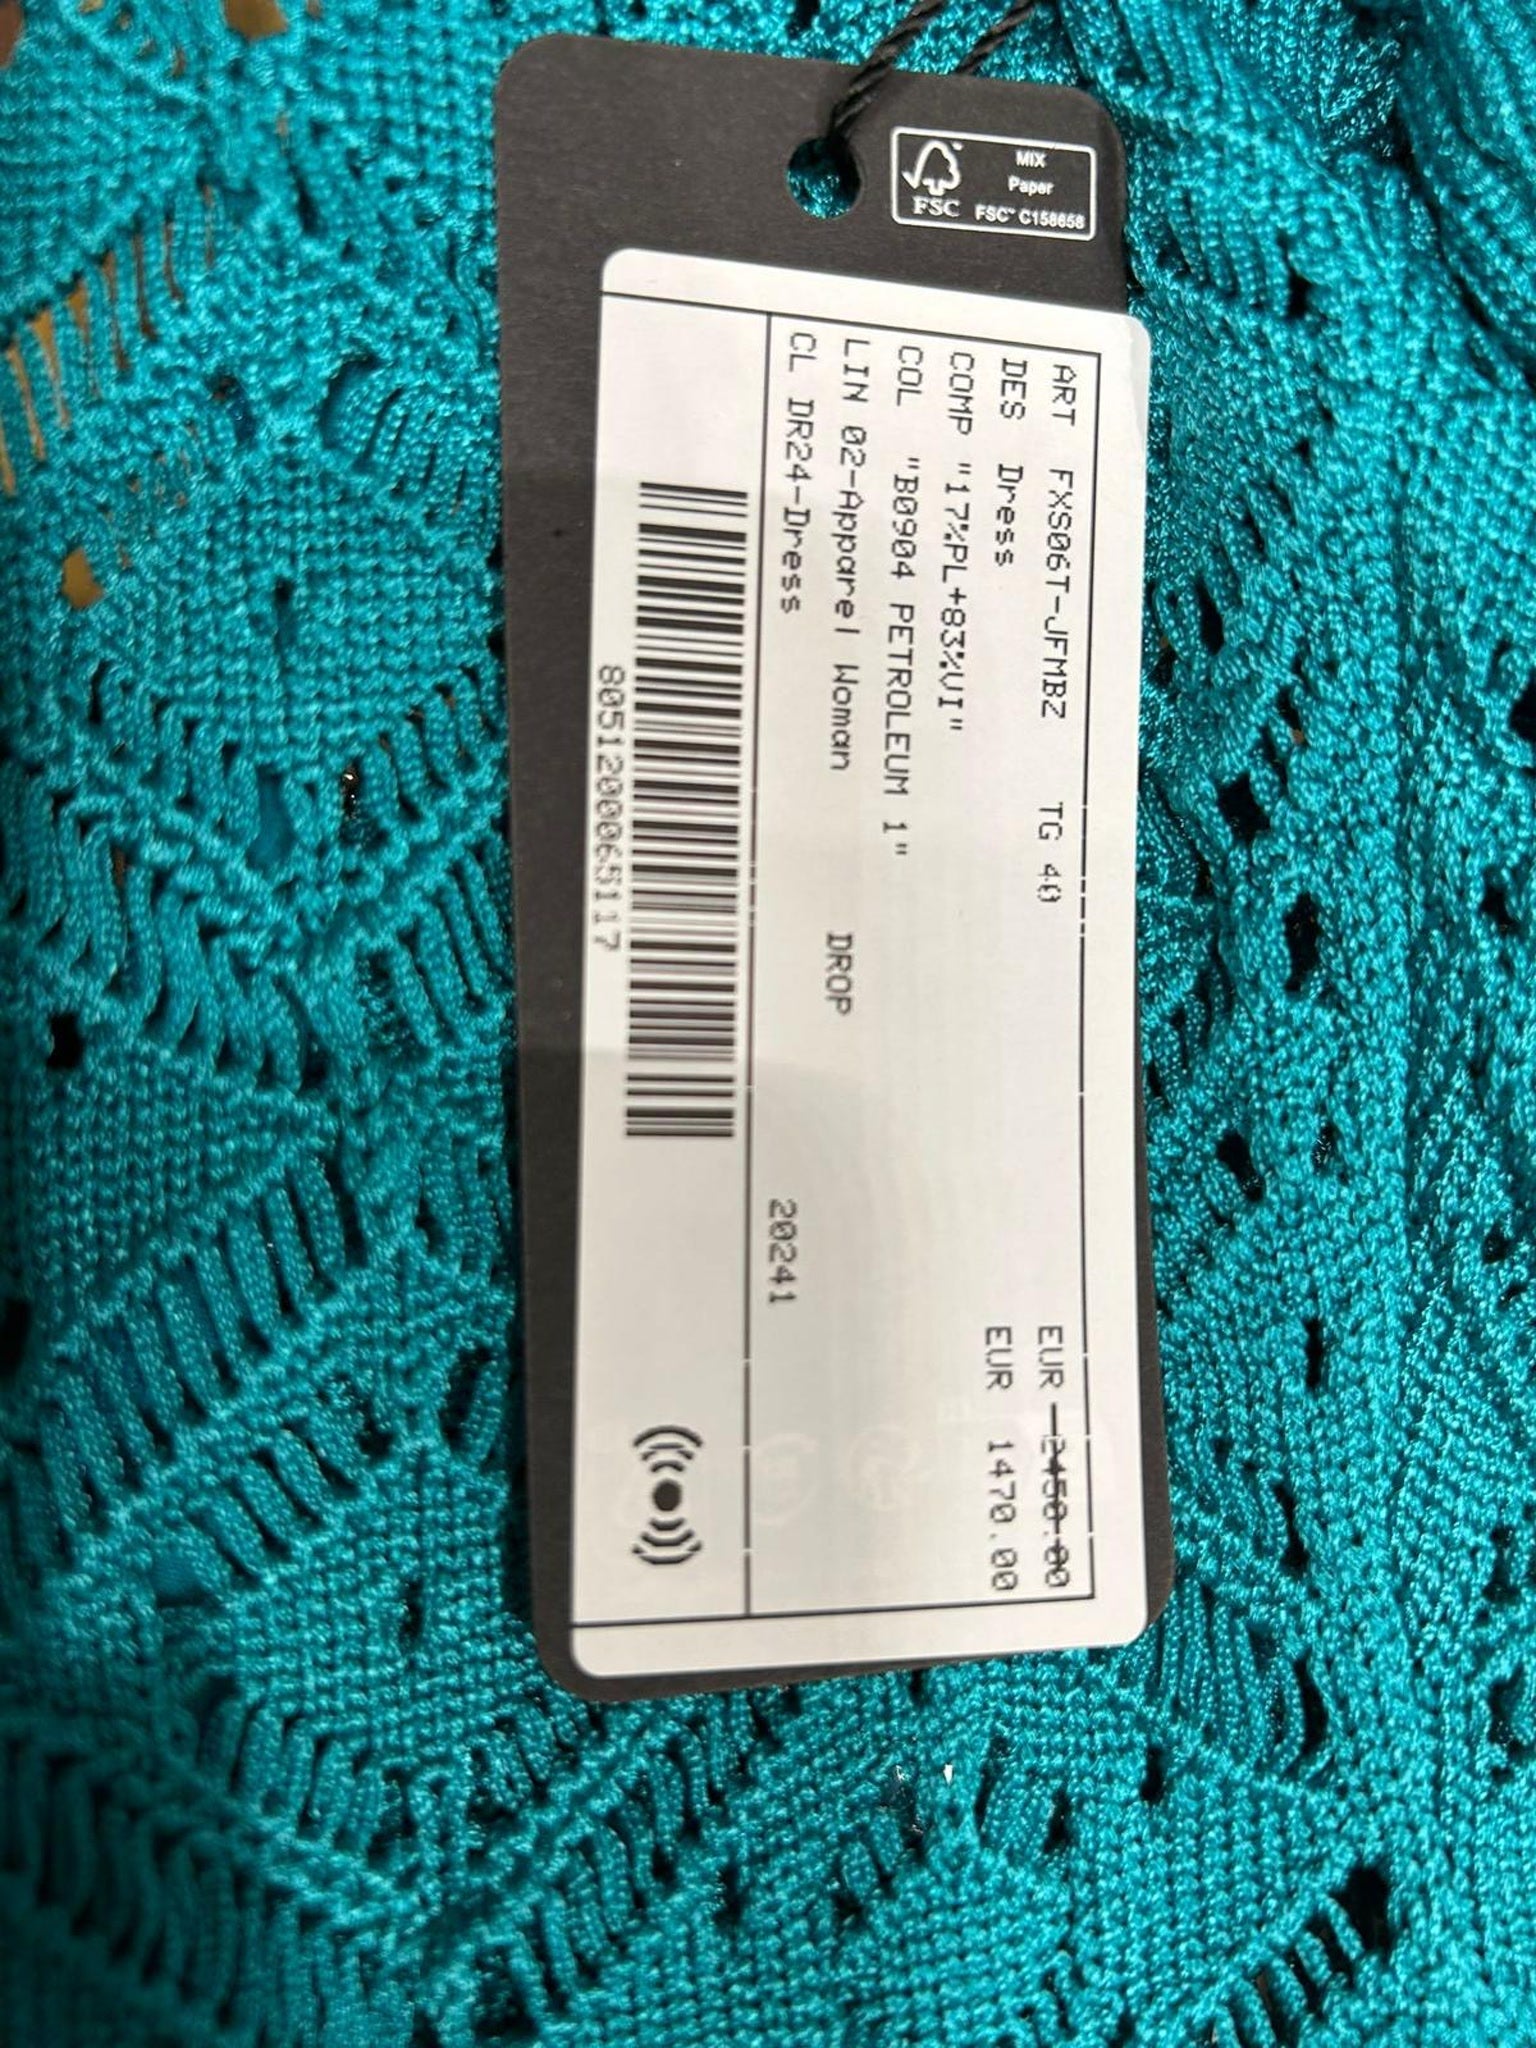 MIX
Paper
FSC™ C158658
FSC
ART FXS06T-JFMBZ TG 40 EUR 2450.00
DES Dress EUR 1470.00
COMP "17%PL+83%VI"
COL "B0904 PETROLEUM 1"
LIN 02-Apparel Woman DROP
CL DR24-Dress 20241
8051200065117